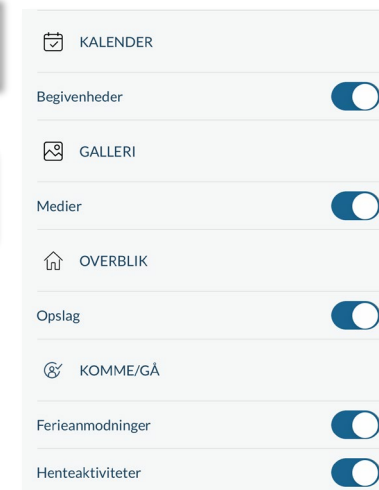 KALENDER
Begivenheder
GALLERI
Medier
OVERBLIK
Opslag
KOMME/GÅ
Ferieanmodninger
Henteaktiviteter